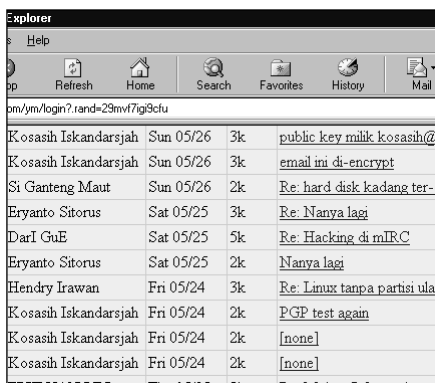 Explorer
s Help
op Refresh Home Search Favorites History Mail
om/ym/login?.rand=29mvf7igi9cfu
Kosasih Iskandarsjah Sun 05/26 3k public key milik kosasih@
Kosasih Iskandarsjah Sun 05/26 3k email ini di-encrypt
Si Ganteng Maut Sun 05/26 2k Re: hard disk kadang ter-
Eryanto Sitorus Sat 05/25 3k Re: Nanya lagi
DarI GuE Sat 05/25 5k Re: Hacking di mIRC
Eryanto Sitorus Sat 05/25 2k Nanya lagi
Hendry Irawan Fri 05/24 3k Re: Linux tanpa partisi ula
Kosasih Iskandarsjah Fri 05/24 2k PGP test again
Kosasih Iskandarsjah Fri 05/24 2k [none]
Kosasih Iskandarsjah Fri 05/24 2k [none]